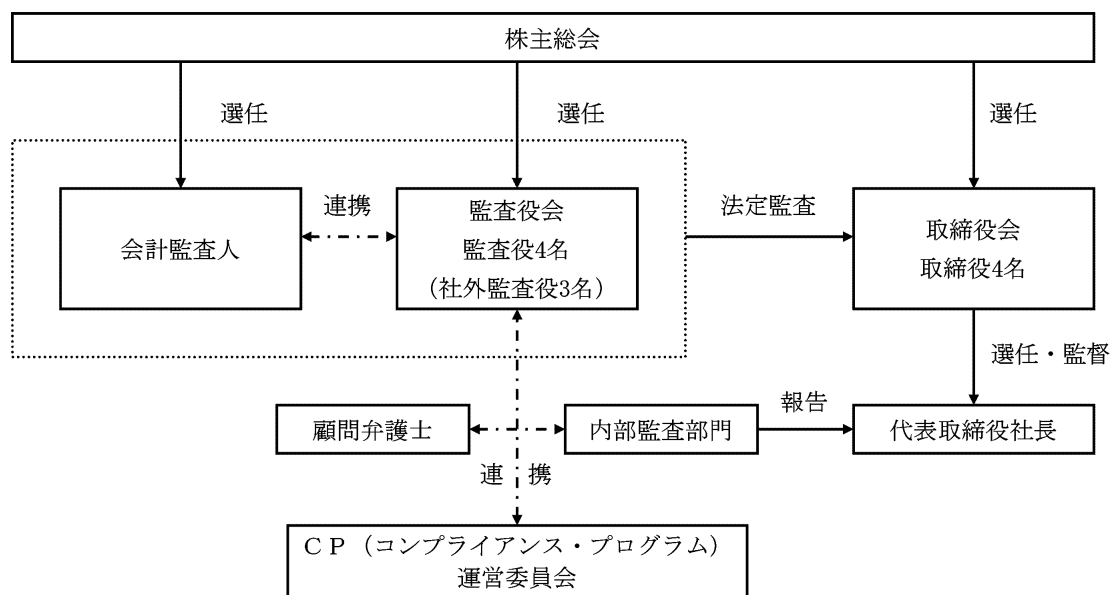 株主総会
選任
選任
選任
会計監査人
連携
監査役会
監査役4名
（社外監査役3名）
法定監査
取締役会
取締役4名
選任・監督
顧問弁護士
内部監査部門
報告
代表取締役社長
連　携
ＣＰ（コンプライアンス・プログラム）
運営委員会